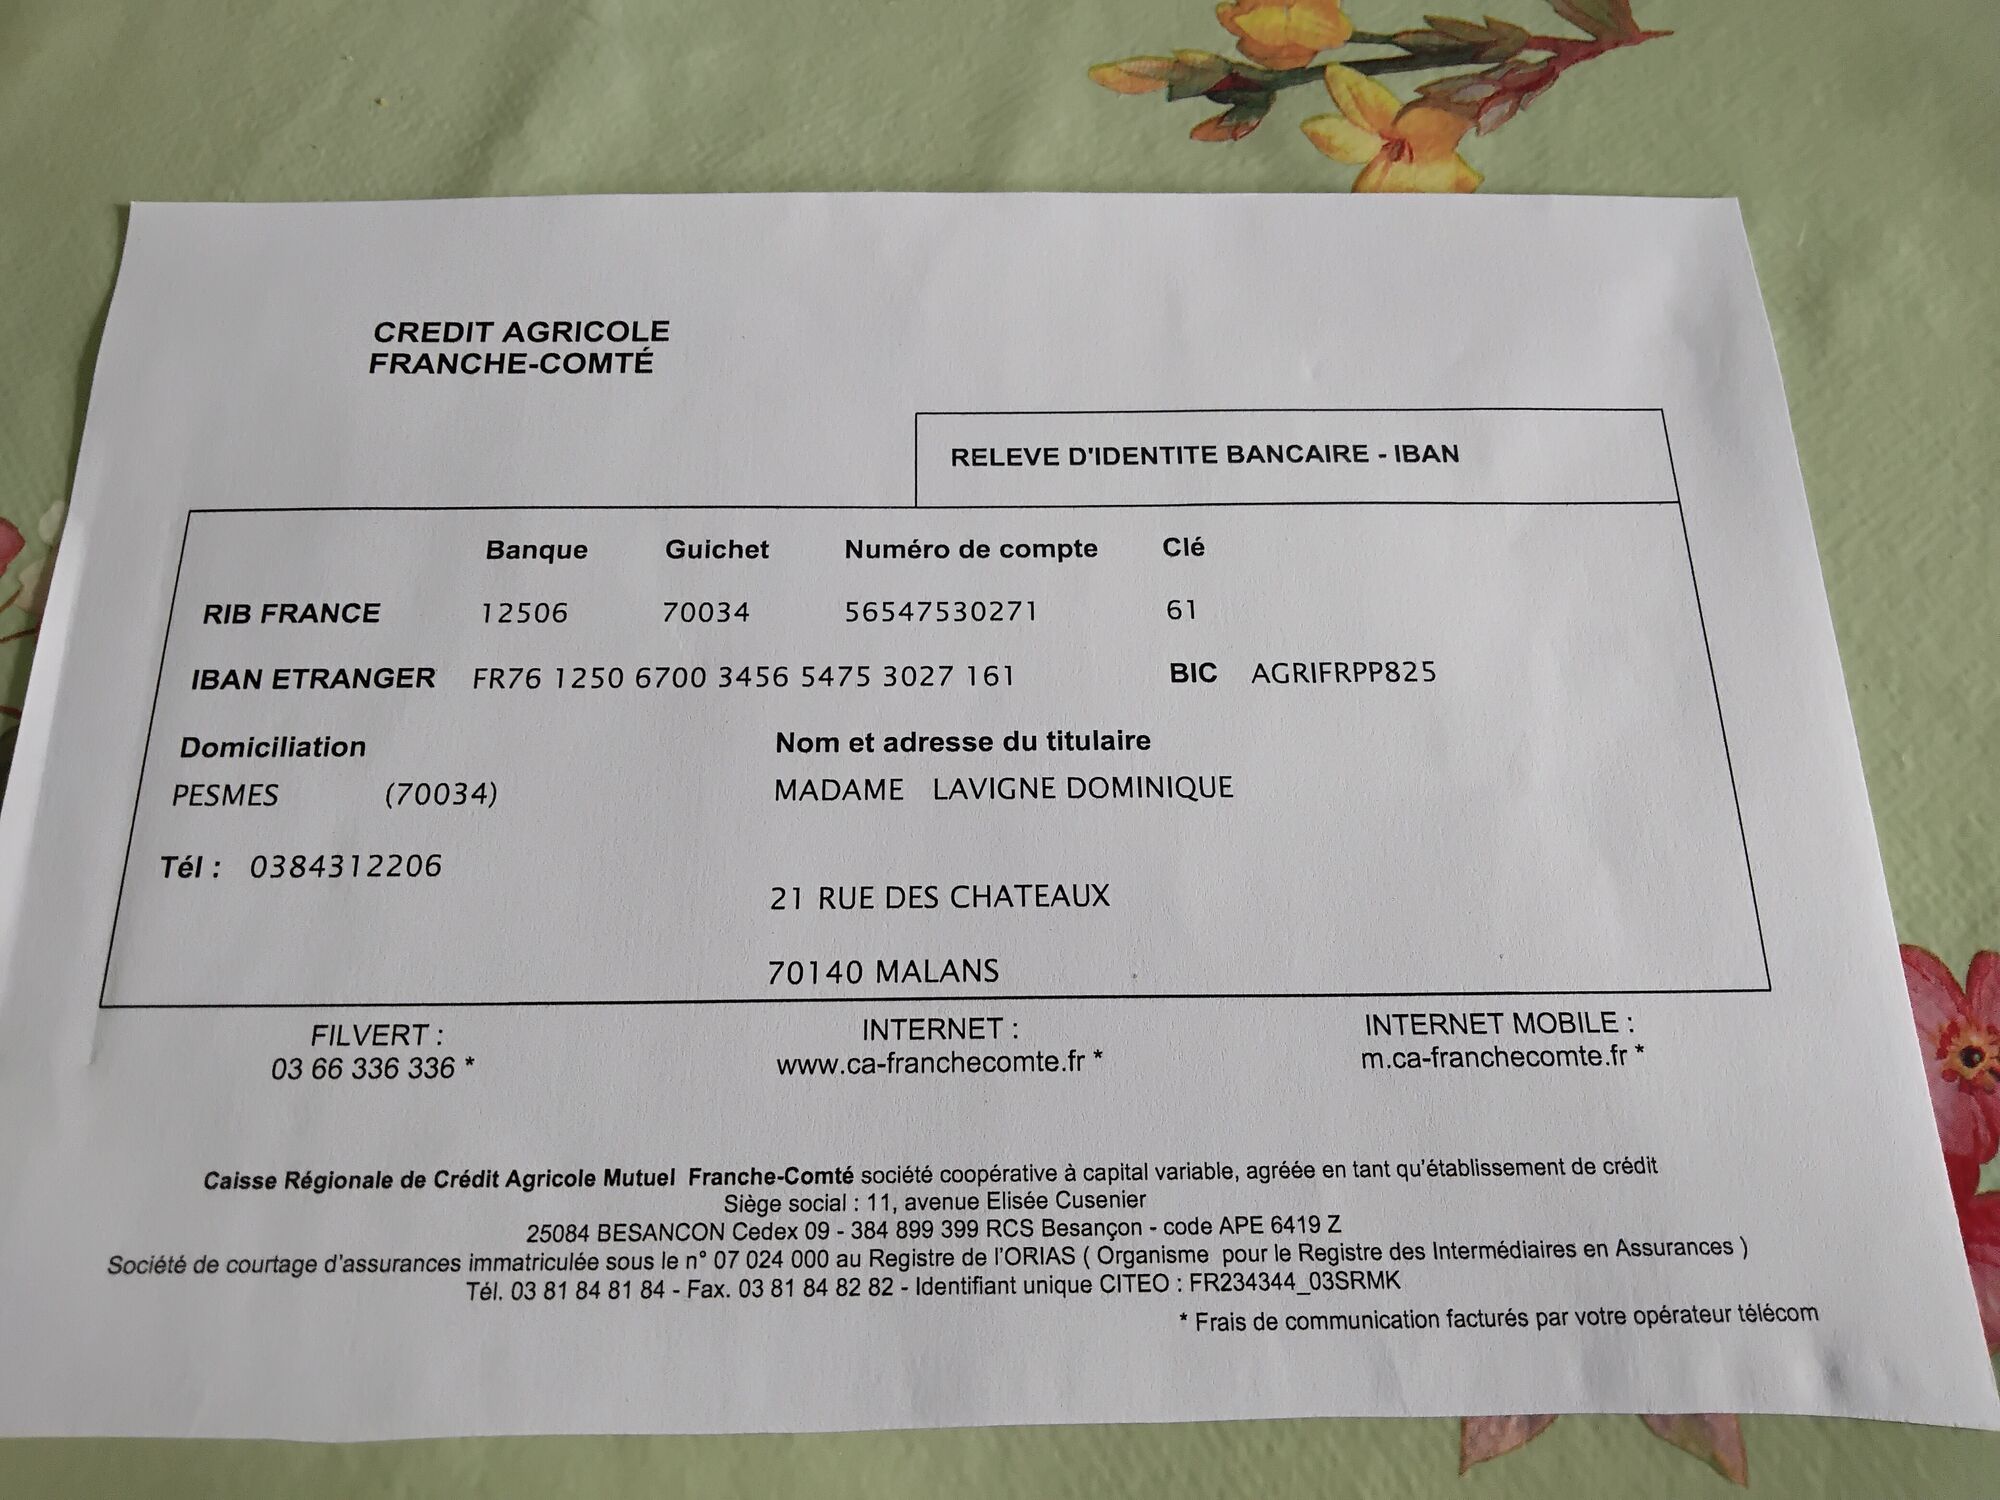 CREDIT AGRICOLE
FRANCHE-COMTÉ
RELEVE D'IDENTITE BANCAIRE - IBAN
Banque Guichet Numéro de compte Clé
RIB FRANCE 12506 70034 56547530271 61
IBAN ETRANGER FR76 1250 6700 3456 5475 3027 161 BIC AGRIFRPP825
Domiciliation Nom et adresse du titulaire
PESMES (70034) MADAME LAVIGNE DOMINIQUE
Tél : 0384312206
21 RUE DES CHATEAUX
70140 MALANS
FILVERT : INTERNET : INTERNET MOBILE :
03 66 336 336 * www.ca-franchecomte.fr * m.ca-franchecomte.fr *
Caisse Régionale de Crédit Agricole Mutuel Franche-Comté société coopérative à capital variable, agréée en tant qu'établissement de crédit
Siège social : 11, avenue Elisée Cusenier
25084 BESANCON Cedex 09 - 384 899 399 RCS Besançon - code APE 6419 Z
Société de courtage d'assurances immatriculée sous le n° 07 024 000 au Registre de l'ORIAS ( Organisme pour le Registre des Intermédiaires en Assurances )
Tél. 03 81 84 81 84 - Fax. 03 81 84 82 82 - Identifiant unique CITEO : FR234344_03SRMK
* Frais de communication facturés par votre opérateur télécom